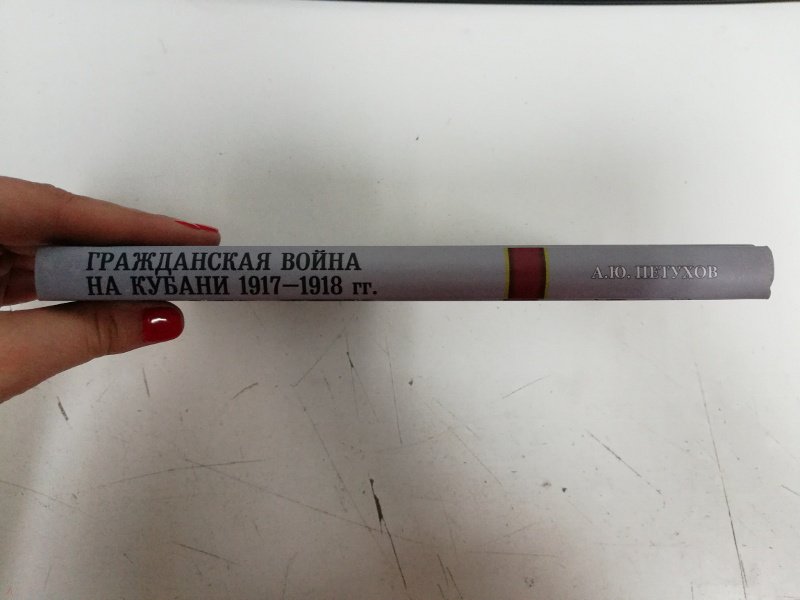 ГРАЖДАНСКАЯ ВОЙНА
НА КУБАНИ 1917—1918 гг.
А.Ю. ПЕТУХОВ